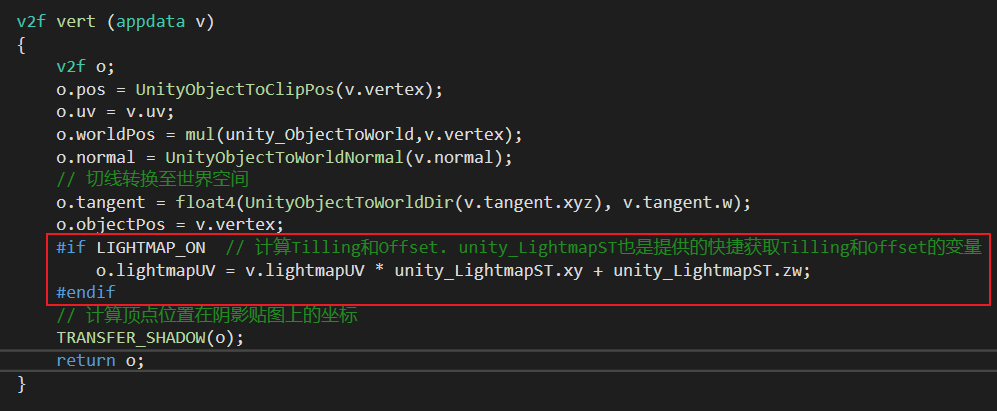 v2f vert (appdata v)
{
    v2f o;
    o.pos = UnityObjectToClipPos(v.vertex);
    o.uv = v.uv;
    o.worldPos = mul(unity_ObjectToWorld,v.vertex);
    o.normal = UnityObjectToWorldNormal(v.normal);
    // 切线转换至世界空间
    o.tangent = float4(UnityObjectToWorldDir(v.tangent.xyz), v.tangent.w);
    o.objectPos = v.vertex;
    #if LIGHTMAP_ON  // 计算Tilling和Offset. unity_LightmapST也是提供的快捷获取Tilling和Offset的变量
        o.lightmapUV = v.lightmapUV * unity_LightmapST.xy + unity_LightmapST.zw;
    #endif
    // 计算顶点位置在阴影贴图上的坐标
    TRANSFER_SHADOW(o);
    return o;
}